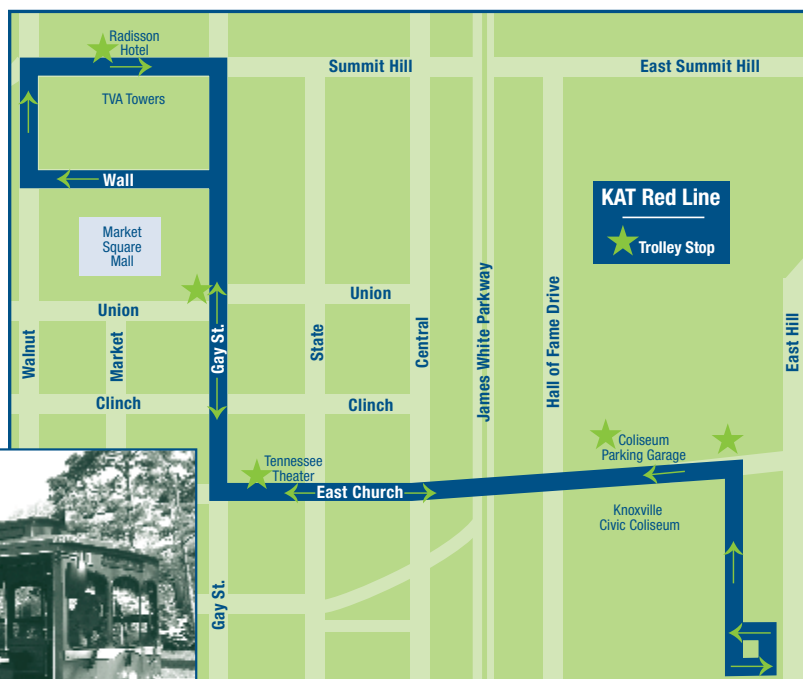 Radisson
Hotel
Summit Hill
East Summit Hill
TVA Towers
Wall
KAT Red Line
Trolley Stop
Market
Square
Mall
Union
Union
Walnut
Market
Gay St.
State
Central
James White Parkway
Hall of Fame Drive
East Hill
Clinch
Clinch
Tennessee
Theater
Coliseum
Parking Garage
East Church
Knoxville
Civic Coliseum
Gay St.